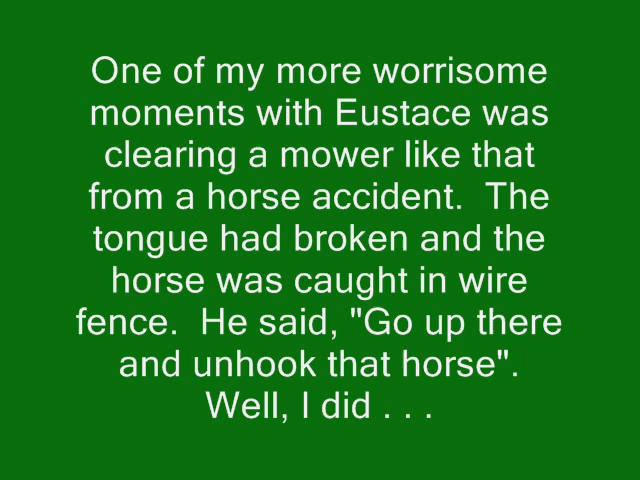 One of my more worrisome
moments with Eustace was
clearing a mower like that
from a horse accident.  The
tongue had broken and the
horse was caught in wire
fence.  He said, "Go up there
and unhook that horse".
Well, I did . . .